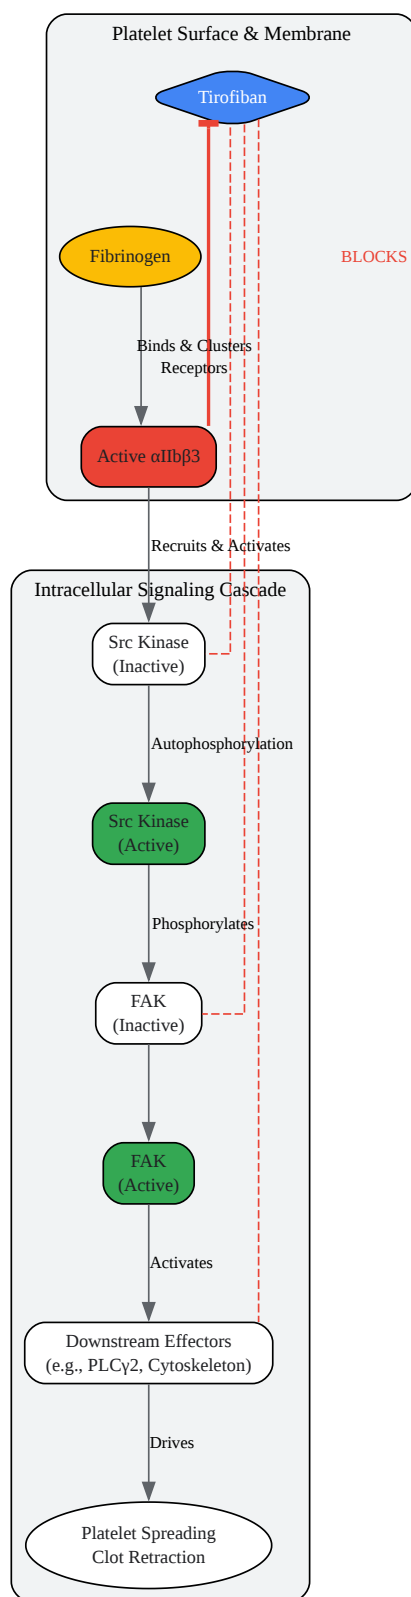 Platelet Surface & Membrane
Tirofiban
Fibrinogen
BLOCKS
Binds & Clusters
Receptors
Active αIIbβ3
Recruits & Activates
Intracellular Signaling Cascade
Src Kinase
(Inactive)
Autophosphorylation
Src Kinase
(Active)
Phosphorylates
FAK
(Inactive)
FAK
(Active)
Activates
Downstream Effectors
(e.g., PLCγ2, Cytoskeleton)
Drives
Platelet Spreading
Clot Retraction